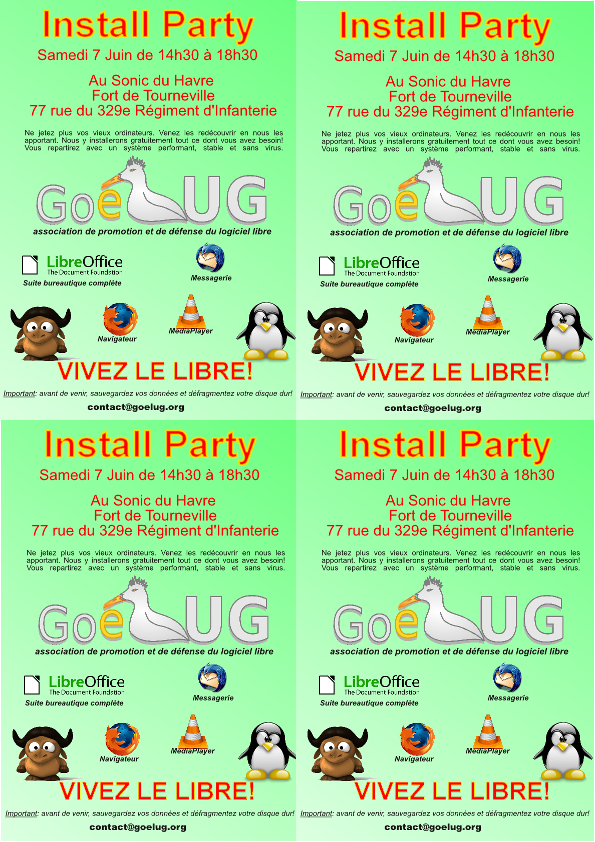 Install Party
Samedi 7 Juin de 14h30 à 18h30
Au Sonic du Havre
Fort de Tourneville
77 rue du 329e Régiment d'Infanterie
Ne jetez plus vos vieux ordinateurs. Venez les redécouvrir en nous les
apportant. Nous y installerons gratuitement tout ce dont vous avez besoin!
Vous repartirez avec un système performant, stable et sans virus.
GoeLUG
association de promotion et de défense du logiciel libre
LibreOffice
The Document Foundation
Suite bureautique complète
Messagerie
Navigateur
MediaPlayer
VIVEZ LE LIBRE!
Important: avant de venir, sauvegardez vos données et défragmentez votre disque dur!
contact@goelug.org
Install Party
Samedi 7 Juin de 14h30 à 18h30
Au Sonic du Havre
Fort de Tourneville
77 rue du 329e Régiment d'Infanterie
Ne jetez plus vos vieux ordinateurs. Venez les redécouvrir en nous les
apportant. Nous y installerons gratuitement tout ce dont vous avez besoin!
Vous repartirez avec un système performant, stable et sans virus.
GoeLUG
association de promotion et de défense du logiciel libre
LibreOffice
The Document Foundation
Suite bureautique complète
Messagerie
Navigateur
MediaPlayer
VIVEZ LE LIBRE!
Important: avant de venir, sauvegardez vos données et défragmentez votre disque dur!
contact@goelug.org
Install Party
Samedi 7 Juin de 14h30 à 18h30
Au Sonic du Havre
Fort de Tourneville
77 rue du 329e Régiment d'Infanterie
Ne jetez plus vos vieux ordinateurs. Venez les redécouvrir en nous les
apportant. Nous y installerons gratuitement tout ce dont vous avez besoin!
Vous repartirez avec un système performant, stable et sans virus.
GoeLUG
association de promotion et de défense du logiciel libre
LibreOffice
The Document Foundation
Suite bureautique complète
Messagerie
Navigateur
MediaPlayer
VIVEZ LE LIBRE!
Important: avant de venir, sauvegardez vos données et défragmentez votre disque dur!
contact@goelug.org
Install Party
Samedi 7 Juin de 14h30 à 18h30
Au Sonic du Havre
Fort de Tourneville
77 rue du 329e Régiment d'Infanterie
Ne jetez plus vos vieux ordinateurs. Venez les redécouvrir en nous les
apportant. Nous y installerons gratuitement tout ce dont vous avez besoin!
Vous repartirez avec un système performant, stable et sans virus.
GoeLUG
association de promotion et de défense du logiciel libre
LibreOffice
The Document Foundation
Suite bureautique complète
Messagerie
Navigateur
MediaPlayer
VIVEZ LE LIBRE!
Important: avant de venir, sauvegardez vos données et défragmentez votre disque dur!
contact@goelug.org